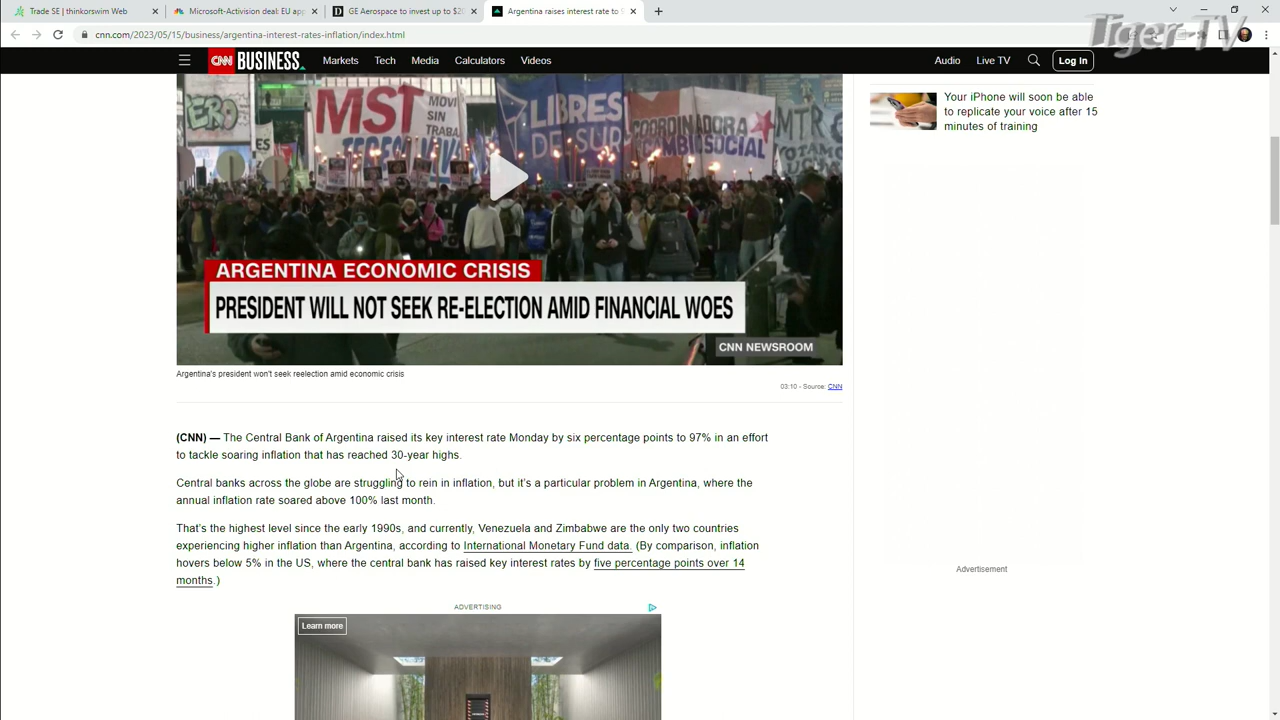 Trade SE | thinkorswim Web
Microsoft-Activision deal: EU app
GE Aerospace to invest up to $20
Argentina raises interest rate to 9
cnn.com/2023/05/15/business/argentina-interest-rates-inflation/index.html
Tiger-TV
CNN BUSINESS
Markets
Tech
Media
Calculators
Videos
Audio
Live TV
Log In
MST
MOVI
SIN
TRABA
LIBRES
DEL SUR
COORDINADORA
CAMBIO SOCIAL
MTR
ARGENTINA ECONOMIC CRISIS
PRESIDENT WILL NOT SEEK RE-ELECTION AMID FINANCIAL WOES
CNN NEWSROOM
Argentina's president won't seek reelection amid economic crisis
03:10 - Source: CNN
Your iPhone will soon be able
to replicate your voice after 15
minutes of training
(CNN) — The Central Bank of Argentina raised its key interest rate Monday by six percentage points to 97% in an effort
to tackle soaring inflation that has reached 30-year highs.
Central banks across the globe are struggling to rein in inflation, but it's a particular problem in Argentina, where the
annual inflation rate soared above 100% last month.
That's the highest level since the early 1990s, and currently, Venezuela and Zimbabwe are the only two countries
experiencing higher inflation than Argentina, according to International Monetary Fund data. (By comparison, inflation
hovers below 5% in the US, where the central bank has raised key interest rates by five percentage points over 14
months.)
Advertisement
ADVERTISING
Learn more